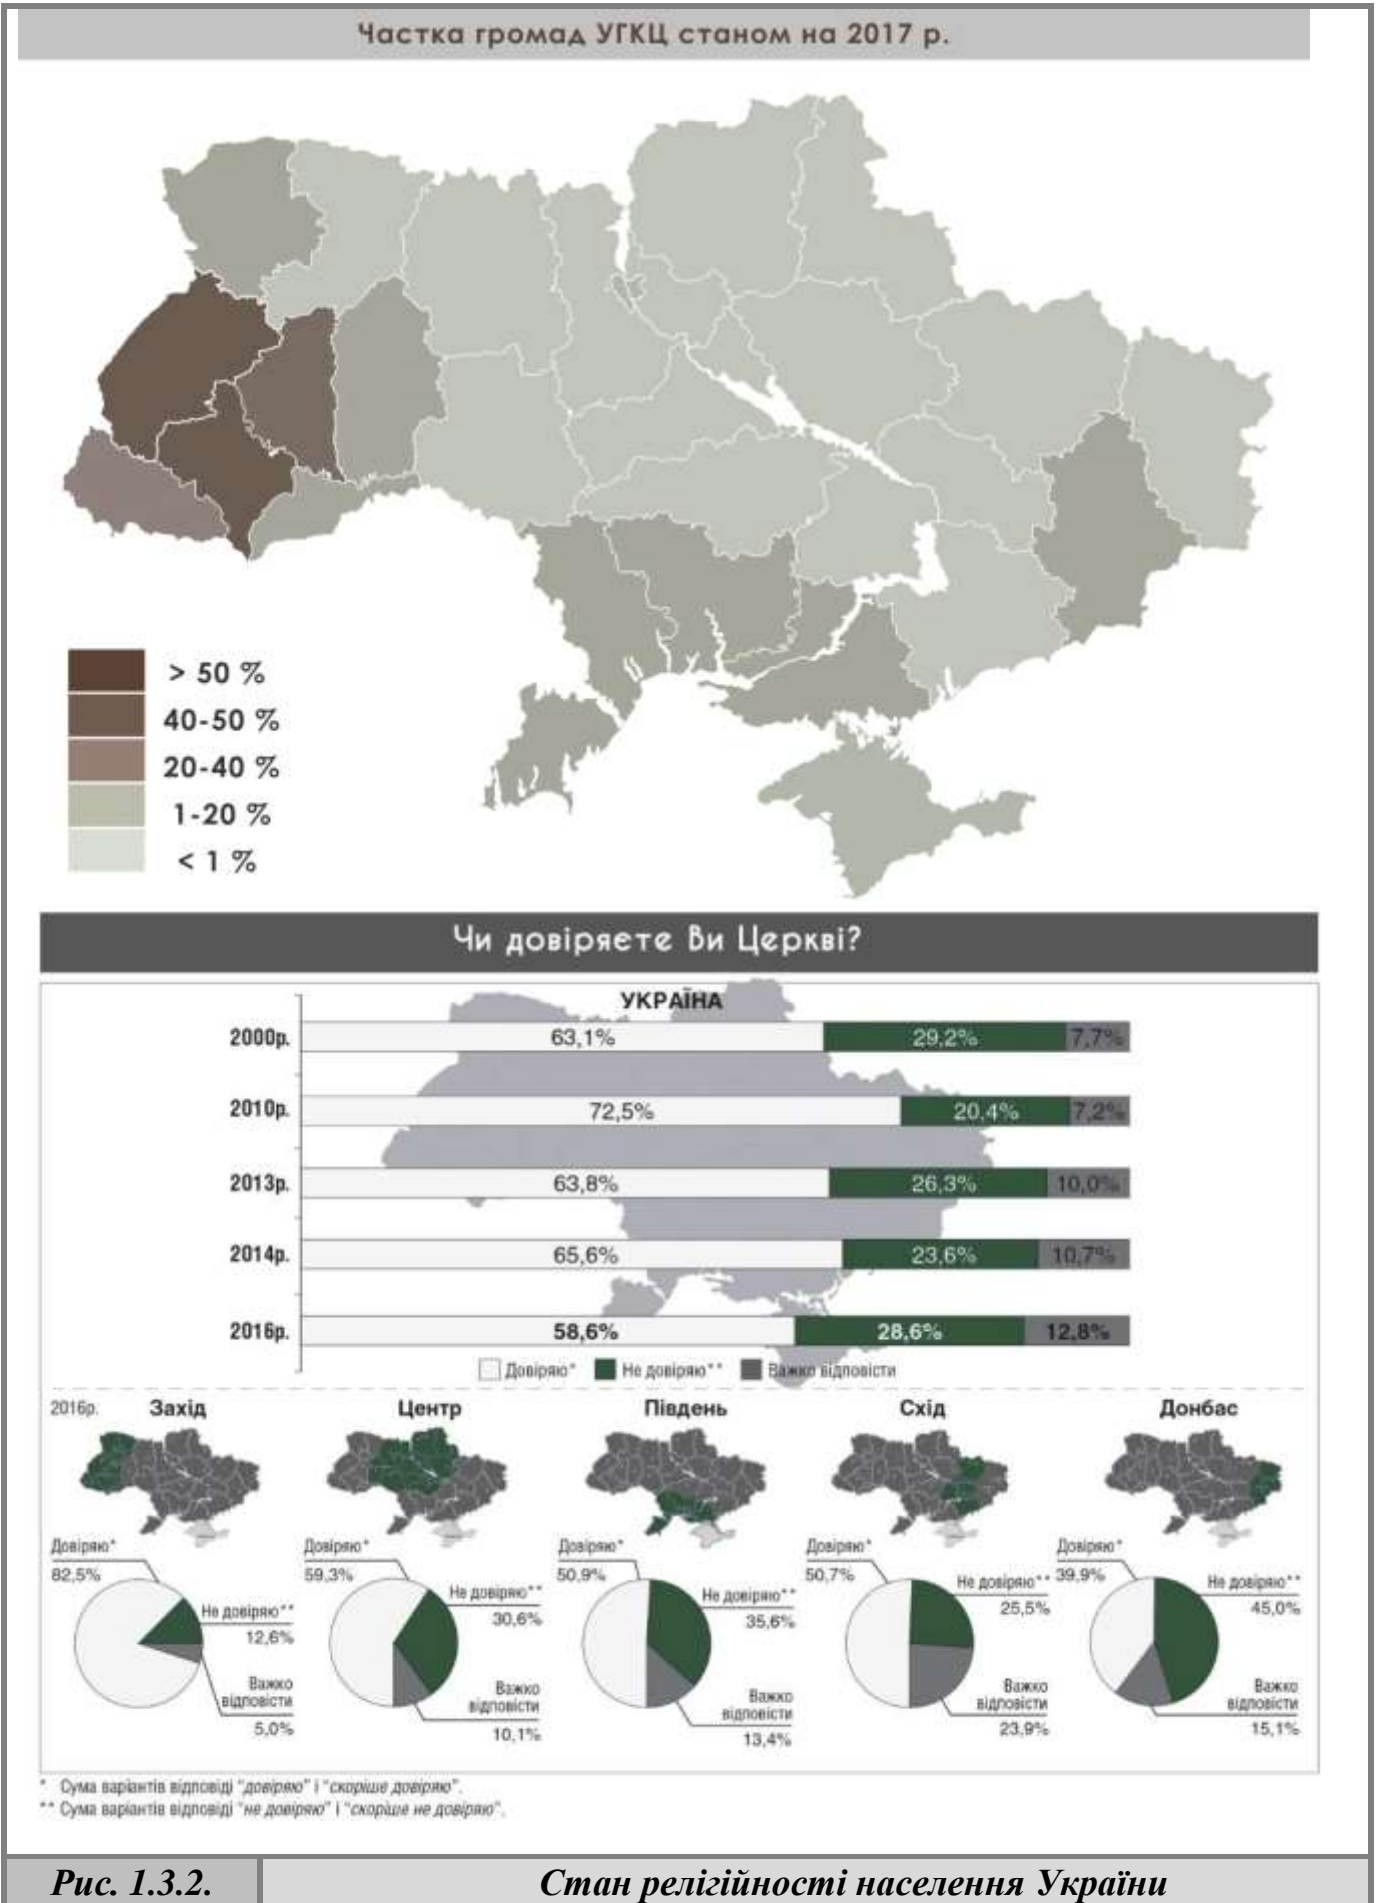 Частка громад УГКЦ станом на 2017 р.
> 50 %
40-50 %
20-40 %
1-20 %
< 1 %
Чи довіряєте Ви Церкві?
УКРАЇНА
2000р. 63,1% 29,2% 7,7%
2010р. 72,5% 20,4% 7,2%
2013р. 63,8% 26,3% 10,0%
2014р. 65,6% 23,6% 10,7%
2016р. 58,6% 28,6% 12,8%
Довіряю* Не довіряю** Важко відповісти
2016р. Захід Центр Південь Схід Донбас
Довіряю* Довіряю* Довіряю* Довіряю* Довіряю*
82,5% 59,3% 50,9% 50,7% 39,9%
Не довіряю** Не довіряю** Не довіряю** Не довіряю** Не довіряю**
12,6% 30,6% 35,6% 25,5% 45,0%
Важко Важко Важко Важко Важко
відповісти відповісти відповісти відповісти відповісти
5,0% 10,1% 13,4% 23,9% 15,1%
* Сума варіантів відповіді "довіряю" і "скоріше довіряю".
** Сума варіантів відповіді "не довіряю" і "скоріше не довіряю".
Рис. 1.3.2. Стан релігійності населення України